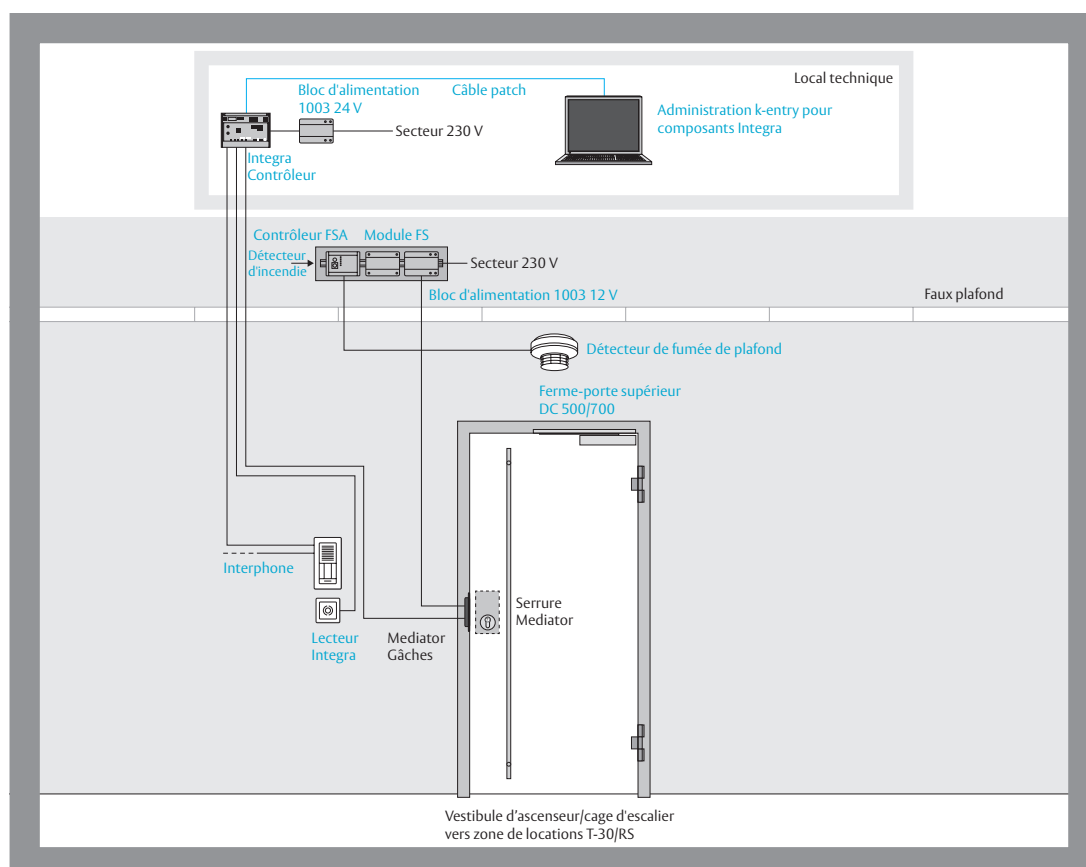 Local technique
Bloc d'alimentation
1003 24 V
Câble patch
Administration k-entry pour
composants Integra
Secteur 230 V
Integra
Contrôleur
Contrôleur FSA
Module FS
Détecteur
d'incendie
Secteur 230 V
Bloc d'alimentation 1003 12 V
Faux plafond
Détecteur de fumée de plafond
Ferme-porte supérieur
DC 500/700
Interphone
Serrure
Mediator
Lecteur
Integra
Mediator
Gâches
Vestibule d’ascenseur/cage d'escalier
vers zone de locations T-30/RS